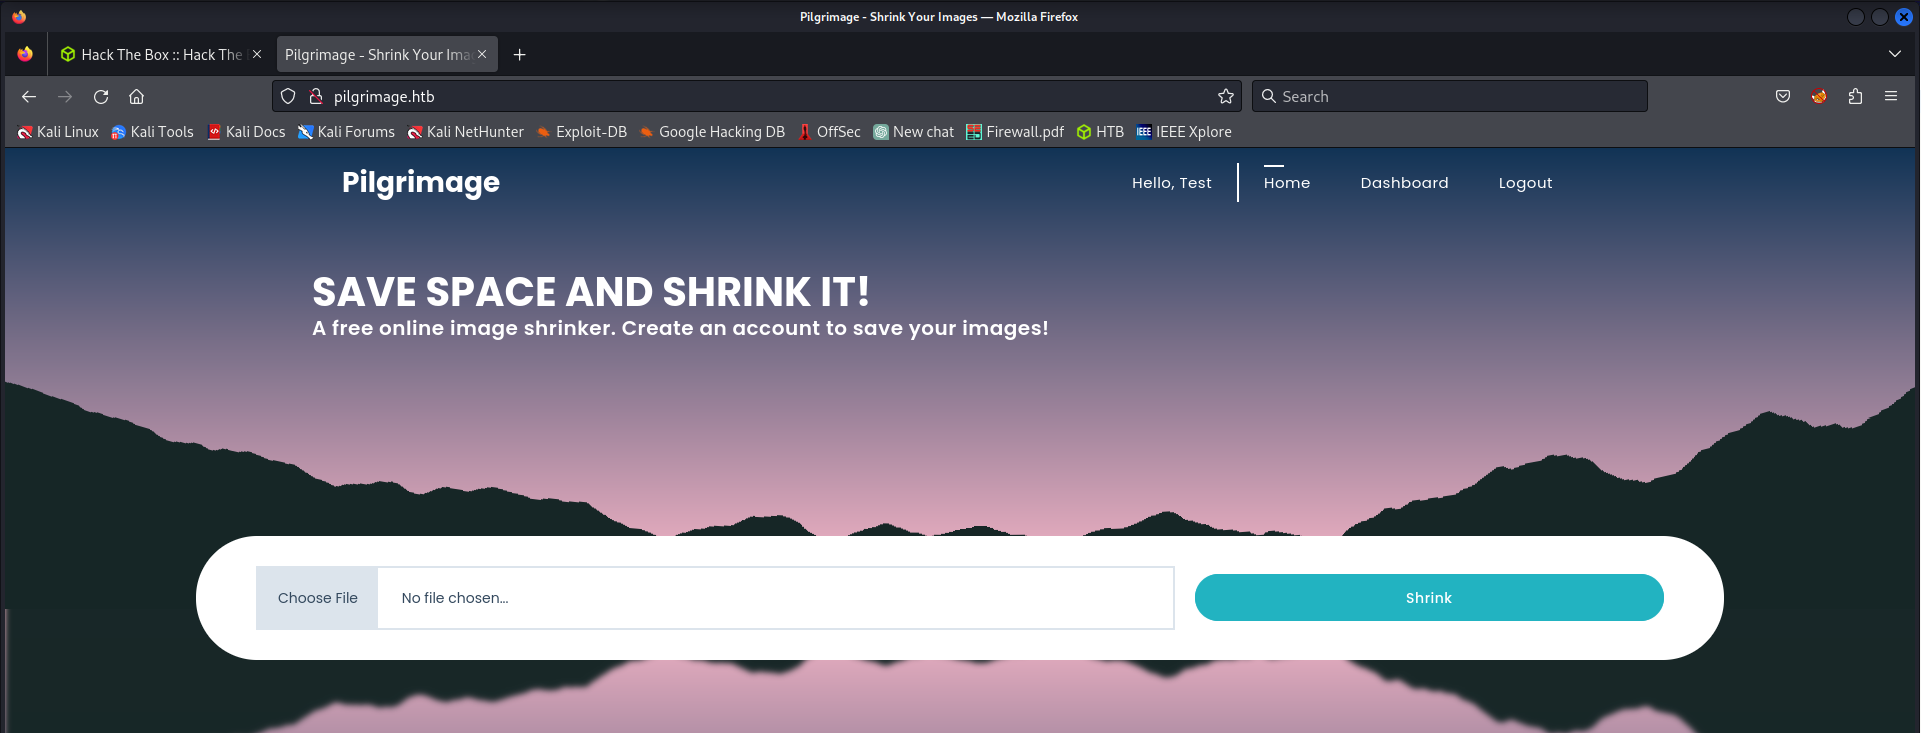 Pilgrimage - Shrink Your Images — Mozilla Firefox
Hack The Box :: Hack The
Pilgrimage - Shrink Your Ima
pilgrimage.htb
Search
Kali Linux Kali Tools Kali Docs Kali Forums Kali NetHunter Exploit-DB Google Hacking DB OffSec New chat Firewall.pdf HTB IEEE IEEE Xplore
Pilgrimage
Hello, Test Home Dashboard Logout
SAVE SPACE AND SHRINK IT!
A free online image shrinker. Create an account to save your images!
Choose File No file chosen... Shrink